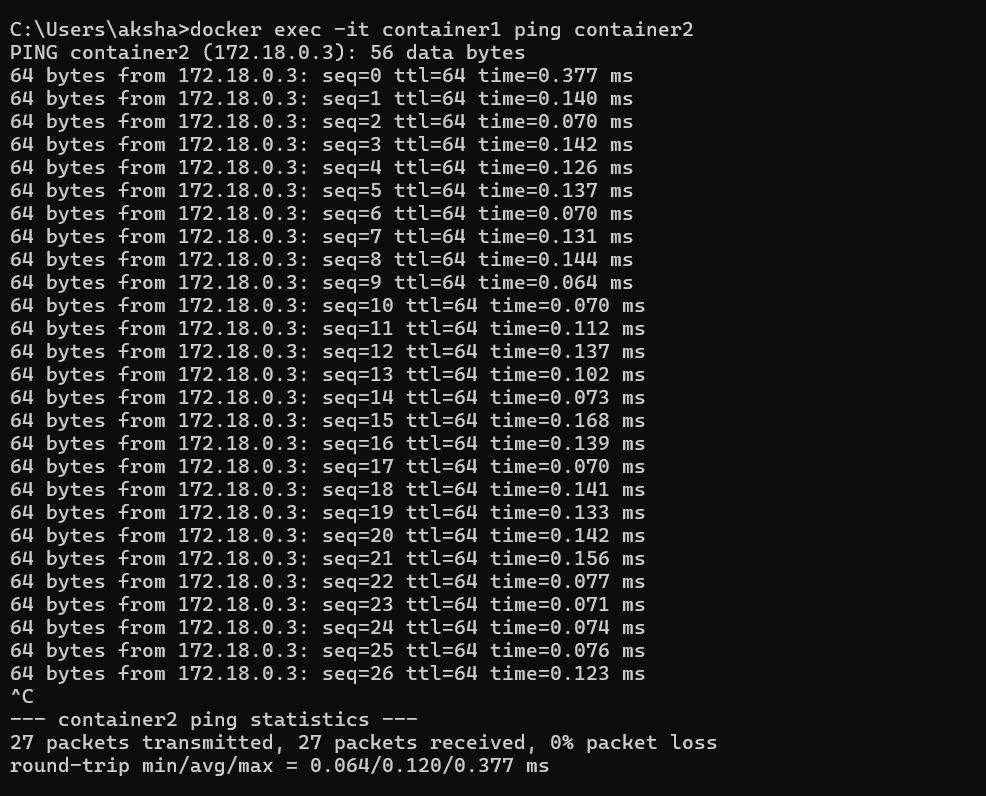 C:\Users\aksha>docker exec -it container1 ping container2
PING container2 (172.18.0.3): 56 data bytes
64 bytes from 172.18.0.3: seq=0 ttl=64 time=0.377 ms
64 bytes from 172.18.0.3: seq=1 ttl=64 time=0.140 ms
64 bytes from 172.18.0.3: seq=2 ttl=64 time=0.070 ms
64 bytes from 172.18.0.3: seq=3 ttl=64 time=0.142 ms
64 bytes from 172.18.0.3: seq=4 ttl=64 time=0.126 ms
64 bytes from 172.18.0.3: seq=5 ttl=64 time=0.137 ms
64 bytes from 172.18.0.3: seq=6 ttl=64 time=0.070 ms
64 bytes from 172.18.0.3: seq=7 ttl=64 time=0.131 ms
64 bytes from 172.18.0.3: seq=8 ttl=64 time=0.144 ms
64 bytes from 172.18.0.3: seq=9 ttl=64 time=0.064 ms
64 bytes from 172.18.0.3: seq=10 ttl=64 time=0.070 ms
64 bytes from 172.18.0.3: seq=11 ttl=64 time=0.112 ms
64 bytes from 172.18.0.3: seq=12 ttl=64 time=0.137 ms
64 bytes from 172.18.0.3: seq=13 ttl=64 time=0.102 ms
64 bytes from 172.18.0.3: seq=14 ttl=64 time=0.073 ms
64 bytes from 172.18.0.3: seq=15 ttl=64 time=0.168 ms
64 bytes from 172.18.0.3: seq=16 ttl=64 time=0.139 ms
64 bytes from 172.18.0.3: seq=17 ttl=64 time=0.070 ms
64 bytes from 172.18.0.3: seq=18 ttl=64 time=0.141 ms
64 bytes from 172.18.0.3: seq=19 ttl=64 time=0.133 ms
64 bytes from 172.18.0.3: seq=20 ttl=64 time=0.142 ms
64 bytes from 172.18.0.3: seq=21 ttl=64 time=0.156 ms
64 bytes from 172.18.0.3: seq=22 ttl=64 time=0.077 ms
64 bytes from 172.18.0.3: seq=23 ttl=64 time=0.071 ms
64 bytes from 172.18.0.3: seq=24 ttl=64 time=0.074 ms
64 bytes from 172.18.0.3: seq=25 ttl=64 time=0.076 ms
64 bytes from 172.18.0.3: seq=26 ttl=64 time=0.123 ms
^C
--- container2 ping statistics ---
27 packets transmitted, 27 packets received, 0% packet loss
round-trip min/avg/max = 0.064/0.120/0.377 ms